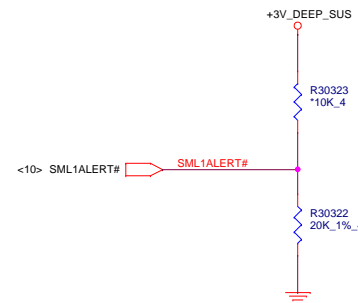 +3V_DEEP_SUS
R30323
*10K_4
<10> SML1ALERT# SML1ALERT#
R30322
20K_1%_